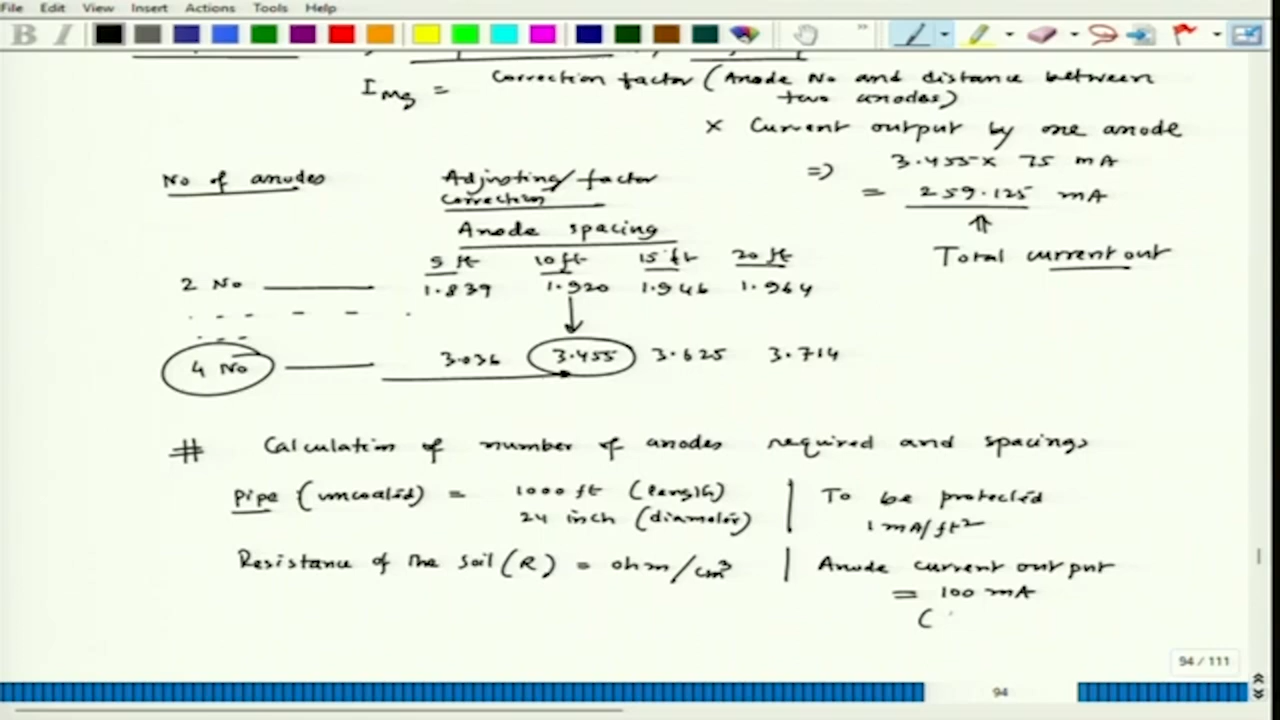 File Edit View Insert Actions Tools Help
B I
I Mg = Correction factor (Anode No and distance between two anodes)
× Current output by one anode
⇒ 3.455 × 75 mA
= 259.125 mA
⇑
Total current out
No of anodes
Adjusting/factor
correction
Anode spacing
5 ft 10 ft 15 ft 20 ft
2 No 1.839 1.920 1.946 1.964
4 No 3.036 3.455 3.625 3.714
# Calculation of number of anodes required and spacings
Pipe (uncoated) = 1000 ft (length) | To be protected
24 inch (diameter) 1 mA/ft²
Resistance of the soil (R) = ohm/cm³ | Anode current output
= 100 mA
(
94 / 111
94